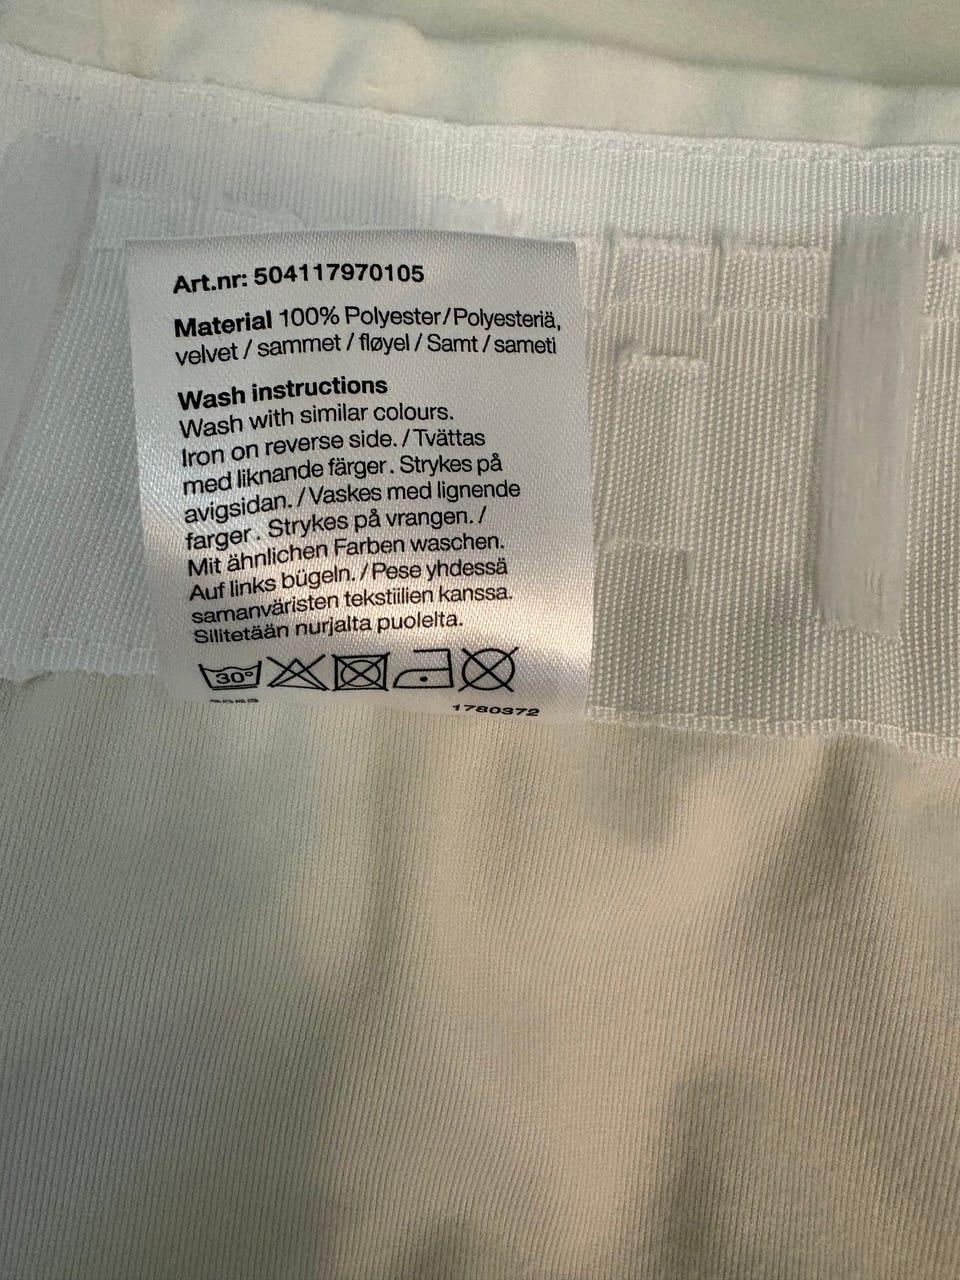 Art.nr: 504117970105
Material 100% Polyester/Polyesteriä,
velvet / sammet / fløyel / Samt / sameti
Wash instructions
Wash with similar colours.
Iron on reverse side. / Tvättas
med liknande färger. Strykes på
avigsidan. / Vaskes med lignende
farger. Strykes på vrangen. /
Mit ähnlichen Farben waschen.
Auf links bügeln. / Pese yhdessä
samanväristen tekstiilien kanssa.
Silitetään nurjalta puolelta.
30°
1780372